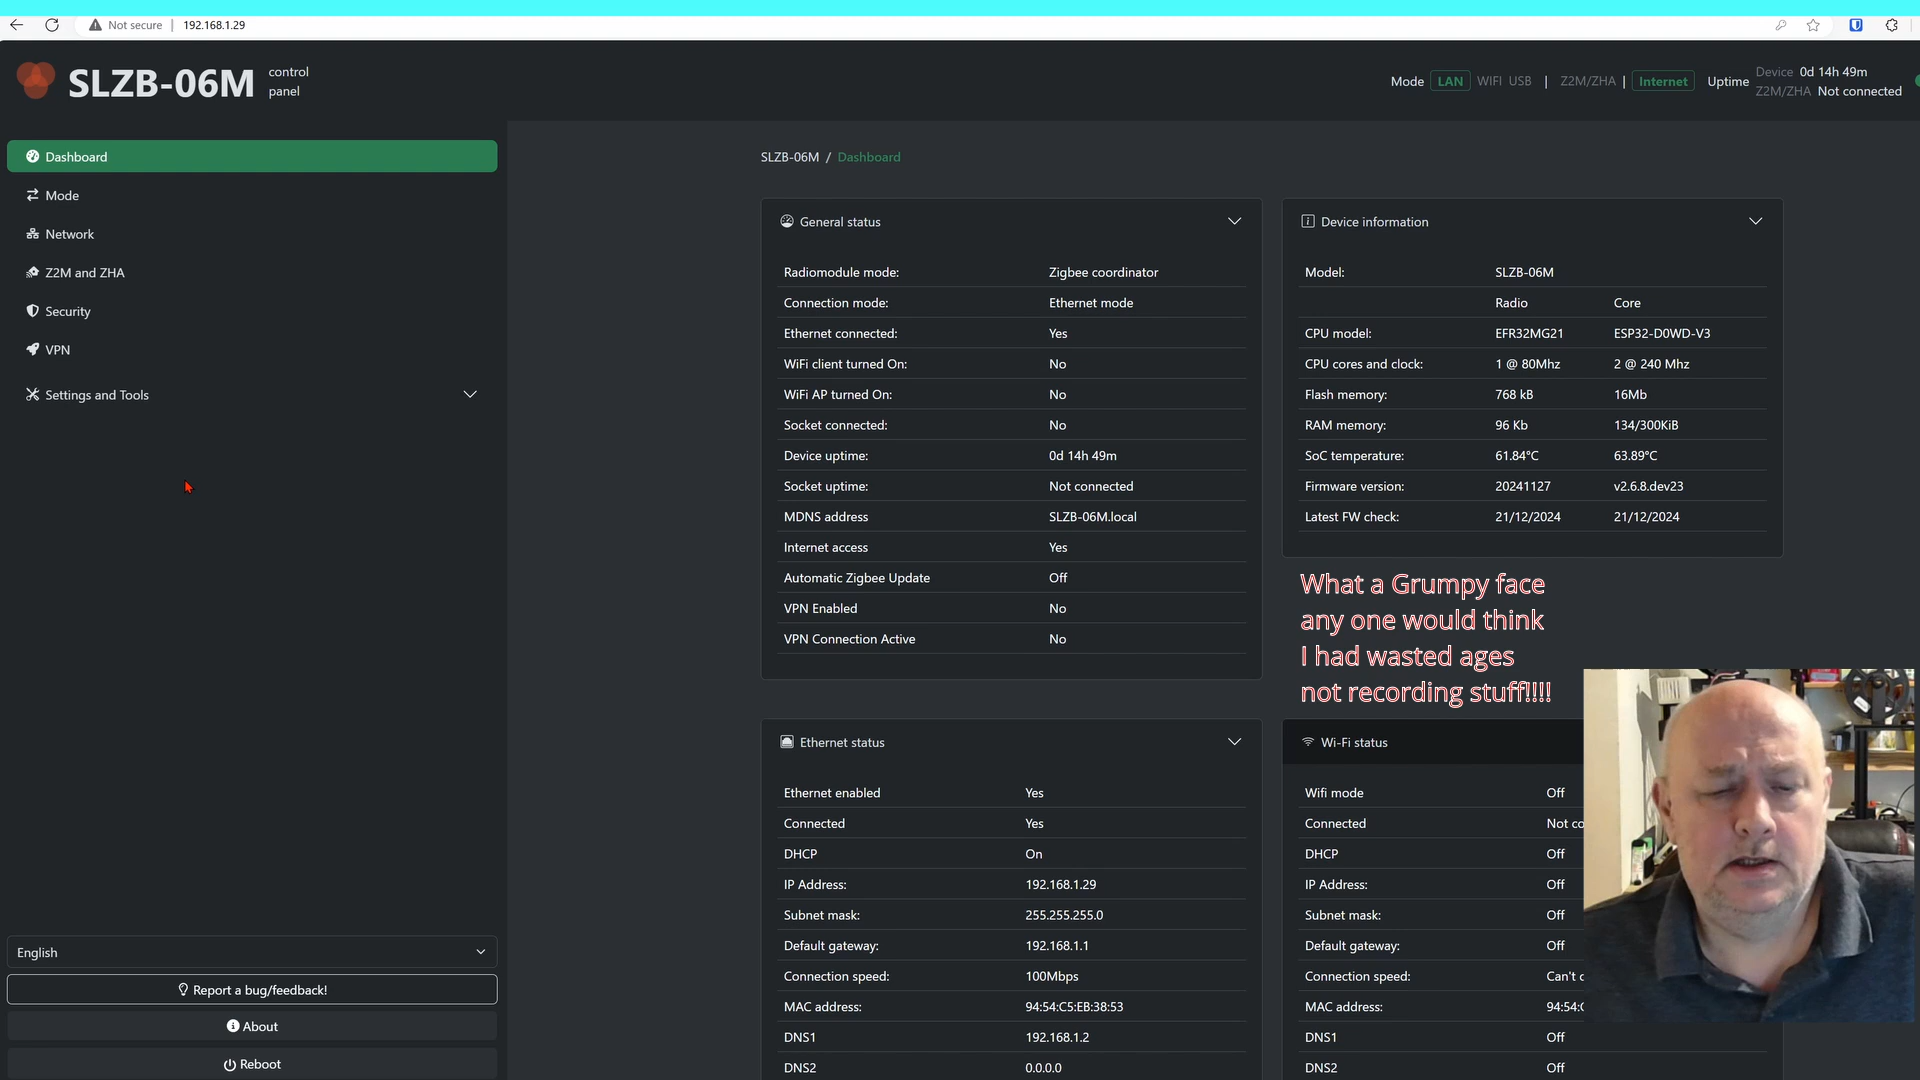 Not secure | 192.168.1.29
SLZB-06M control panel
Mode LAN WIFI USB | Z2M/ZHA | Internet Uptime Device 0d 14h 49m
Z2M/ZHA Not connected
Dashboard
Mode
Network
Z2M and ZHA
Security
VPN
Settings and Tools
English
Report a bug/feedback!
About
Reboot
SLZB-06M / Dashboard
General status
Radiomodule mode: Zigbee coordinator
Connection mode: Ethernet mode
Ethernet connected: Yes
WiFi client turned On: No
WiFi AP turned On: No
Socket connected: No
Device uptime: 0d 14h 49m
Socket uptime: Not connected
MDNS address SLZB-06M.local
Internet access Yes
Automatic Zigbee Update Off
VPN Enabled No
VPN Connection Active No
Device information
Model: SLZB-06M
Radio Core
CPU model: EFR32MG21 ESP32-D0WD-V3
CPU cores and clock: 1 @ 80Mhz 2 @ 240 Mhz
Flash memory: 768 kB 16Mb
RAM memory: 96 Kb 134/300KiB
SoC temperature: 61.84°C 63.89°C
Firmware version: 20241127 v2.6.8.dev23
Latest FW check: 21/12/2024 21/12/2024
What a Grumpy face
any one would think
I had wasted ages
not recording stuff!!!!
Ethernet status
Ethernet enabled Yes
Connected Yes
DHCP On
IP Address: 192.168.1.29
Subnet mask: 255.255.255.0
Default gateway: 192.168.1.1
Connection speed: 100Mbps
MAC address: 94:54:C5:EB:38:53
DNS1 192.168.1.2
DNS2 0.0.0.0
Wi-Fi status
Wifi mode Off
Connected Not co
DHCP Off
IP Address: Off
Subnet mask: Off
Default gateway: Off
Connection speed: Can't
MAC address: 94:54:
DNS1 Off
DNS2 Off